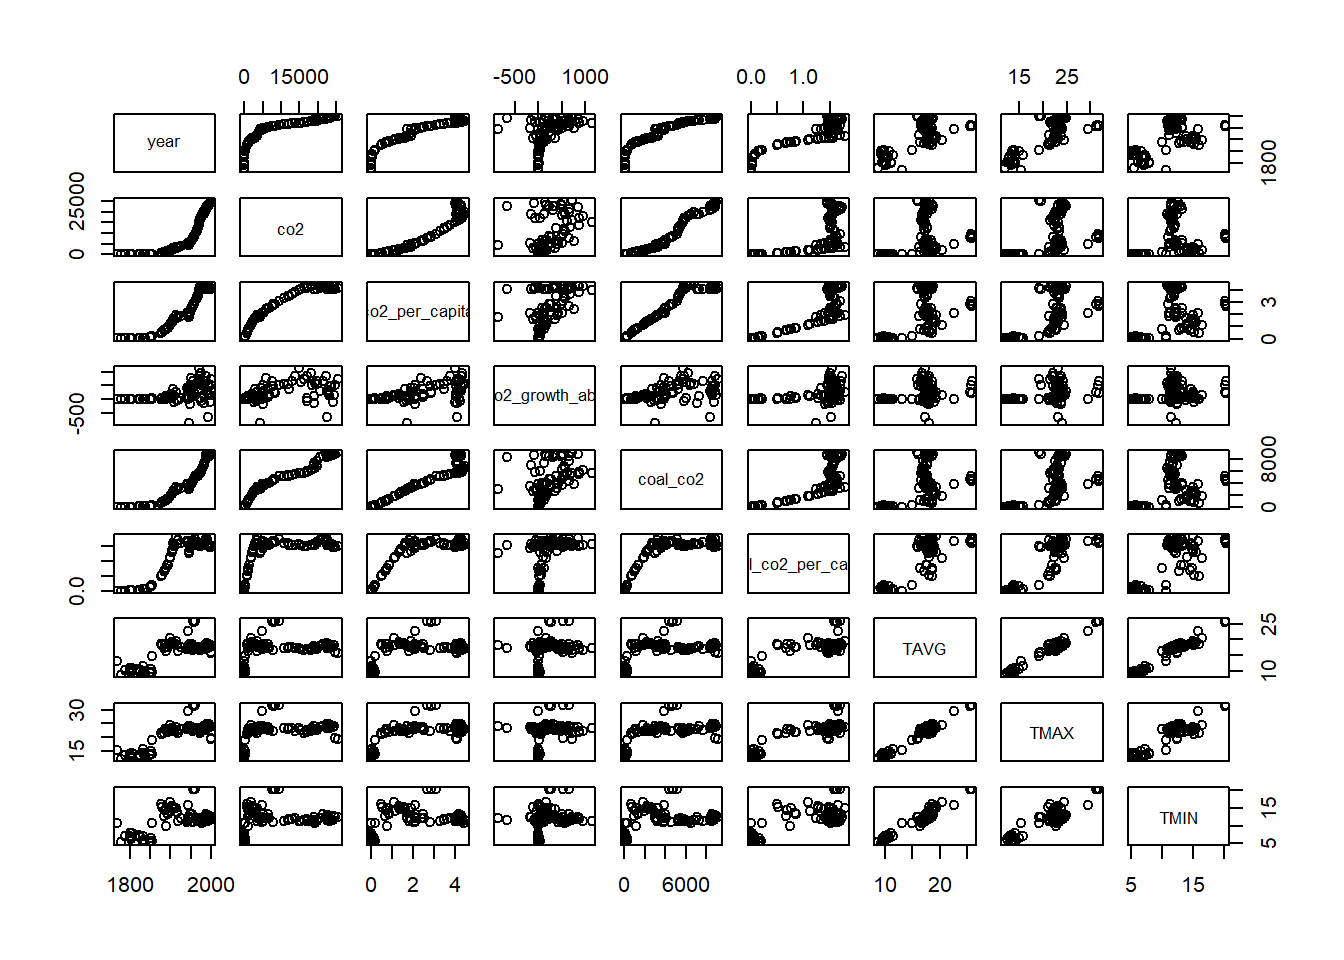 0 15000 -500 1000 0.0 1.0 15 25
year 1800
25000 0 co2
co2_per_capita 3 0
-500 o2_growth_ab
coal_co2 8000 0
0.0 l_co2_per_ca
TAVG 25 10
30 15 TMAX
TMIN 15 5
1800 2000 0 2 4 0 6000 10 20 5 15